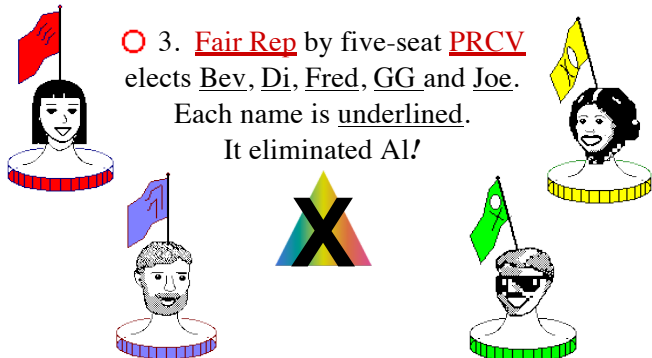 3. Fair Rep by five-seat PRCV
elects Bev, Di, Fred, GG and Joe.
Each name is underlined.
It eliminated Al!
X